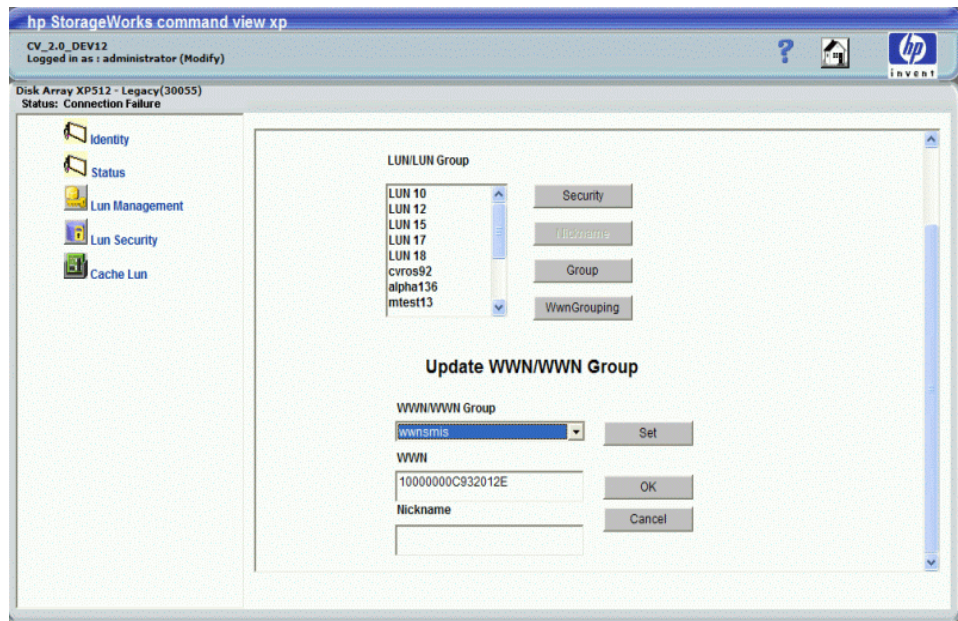 hp StorageWorks command view xp
CV_2.0_DEV12
Logged in as : administrator (Modify)
?
hp
invent
Disk Array XP512 - Legacy(30055)
Status: Connection Failure
Identity
Status
Lun Management
Lun Security
Cache Lun
LUN/LUN Group
LUN 10
LUN 12
LUN 15
LUN 17
LUN 18
cvros92
alpha136
mtest13
Security
Nickname
Group
WwnGrouping
Update WWN/WWN Group
WWN/WWN Group
wwnsmis
Set
WWN
10000000C932012E
OK
Nickname
Cancel